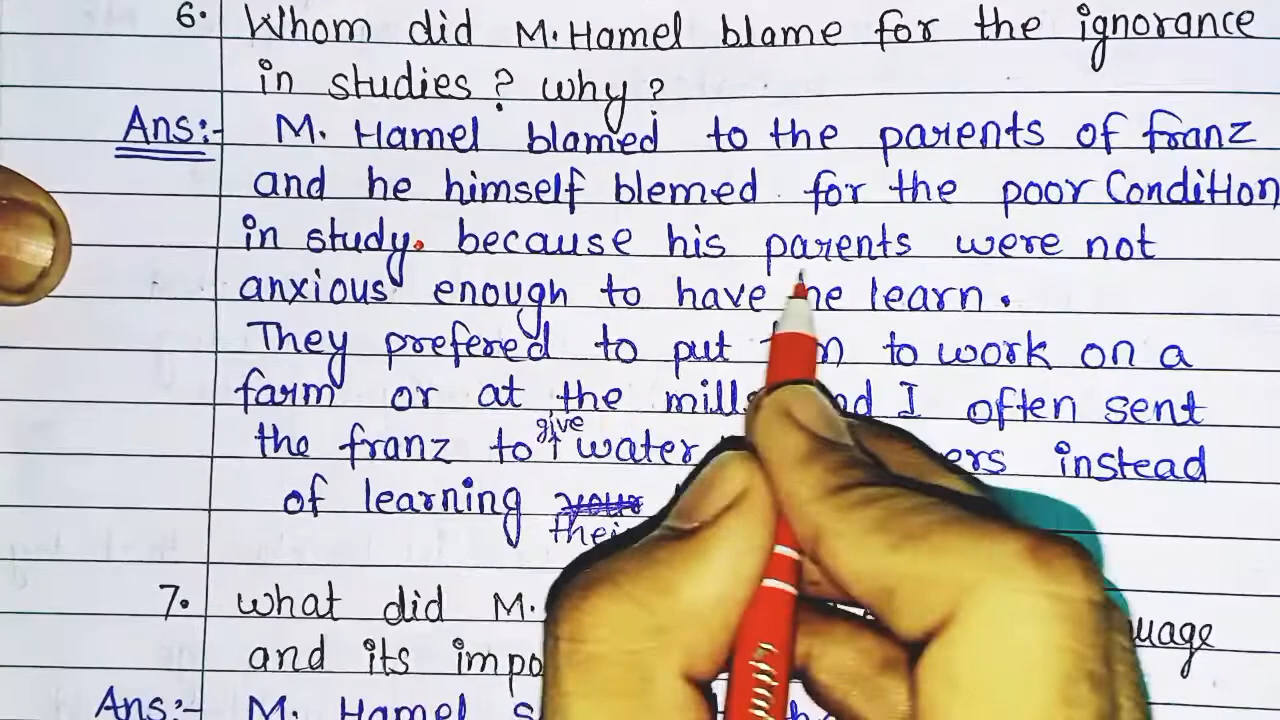 6. Whom did M. Hamel blame for the ignorance
in studies? why?
Ans:- M. Hamel blamed to the parents of franz
and he himself blemed for the poor Condition
in study. because his parents were not
anxious enough to have he learn.
They prefered to put to work on a
farm or at the mills I often sent
the franz to give water instead
of learning
7. what did M.
and its
Ans:- M. Hamel